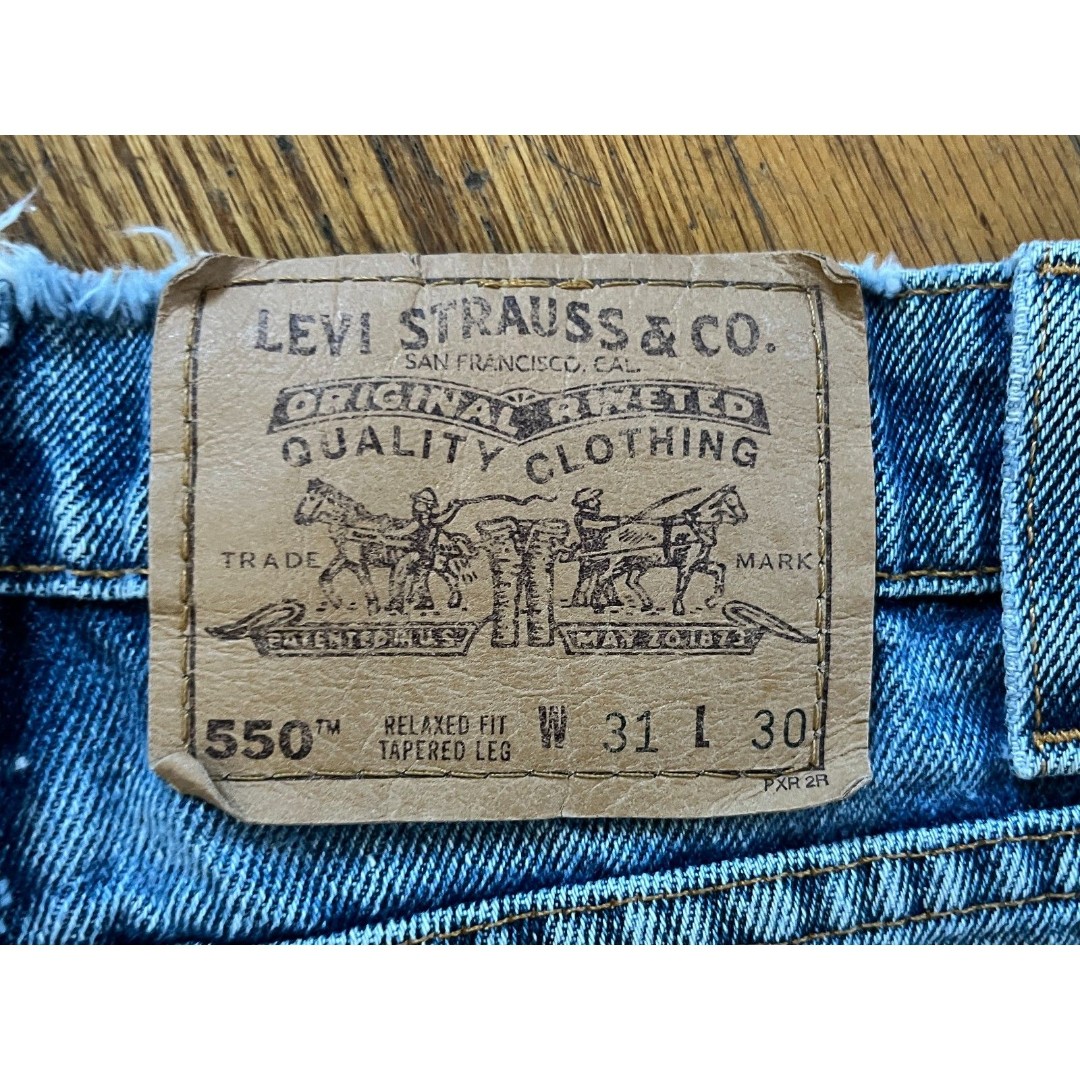 LEVI STRAUSS & CO.
SAN FRANCISCO, CAL.
ORIGINAL RIVETED
QUALITY CLOTHING
TRADE MARK
PATENTED IN U.S. MAY 20 1873
550™ RELAXED FIT W 31 L 30
TAPERED LEG
PXR 2R